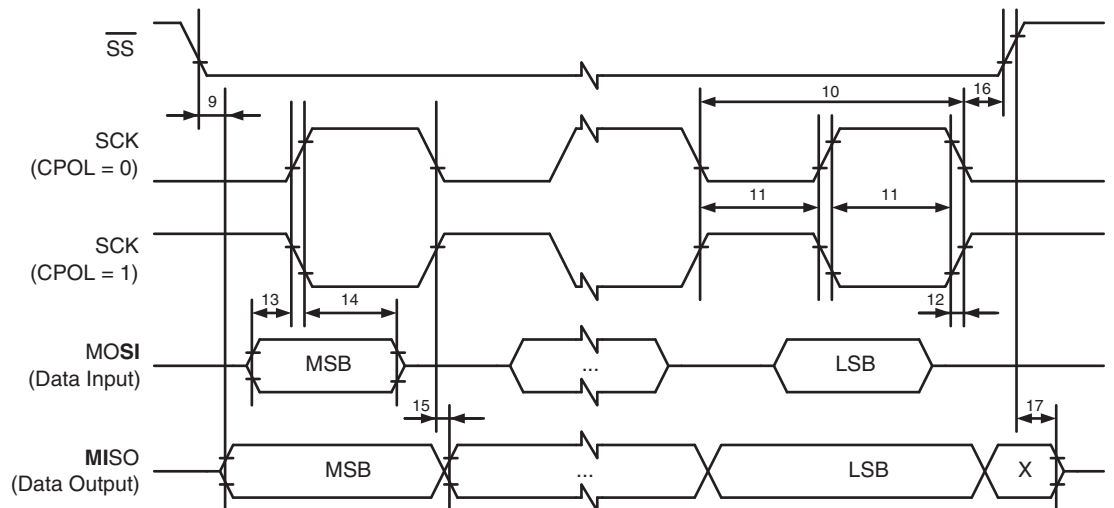 SS
9
10
16
SCK
(CPOL = 0)
11
11
SCK
(CPOL = 1)
13
14
12
MOSI
(Data Input)
MSB
...
LSB
15
17
MISO
(Data Output)
MSB
...
LSB
X